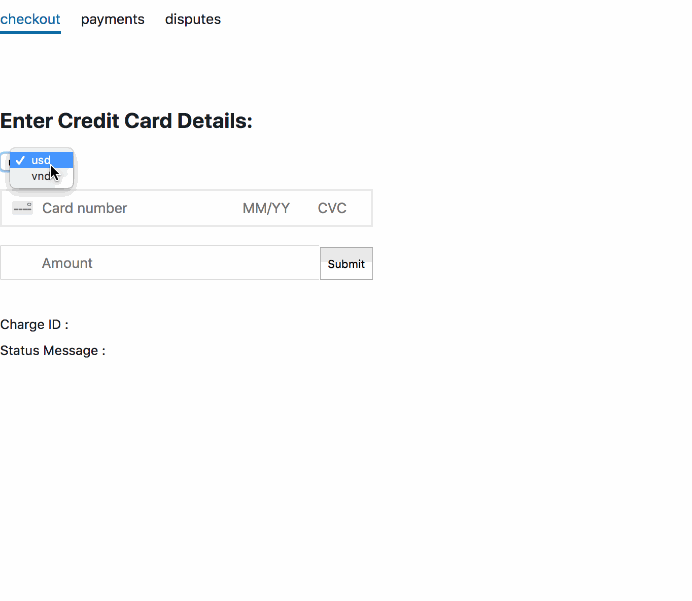 checkout payments disputes
Enter Credit Card Details:
usd
vnd
Card number MM/YY CVC
Amount Submit
Charge ID :
Status Message :